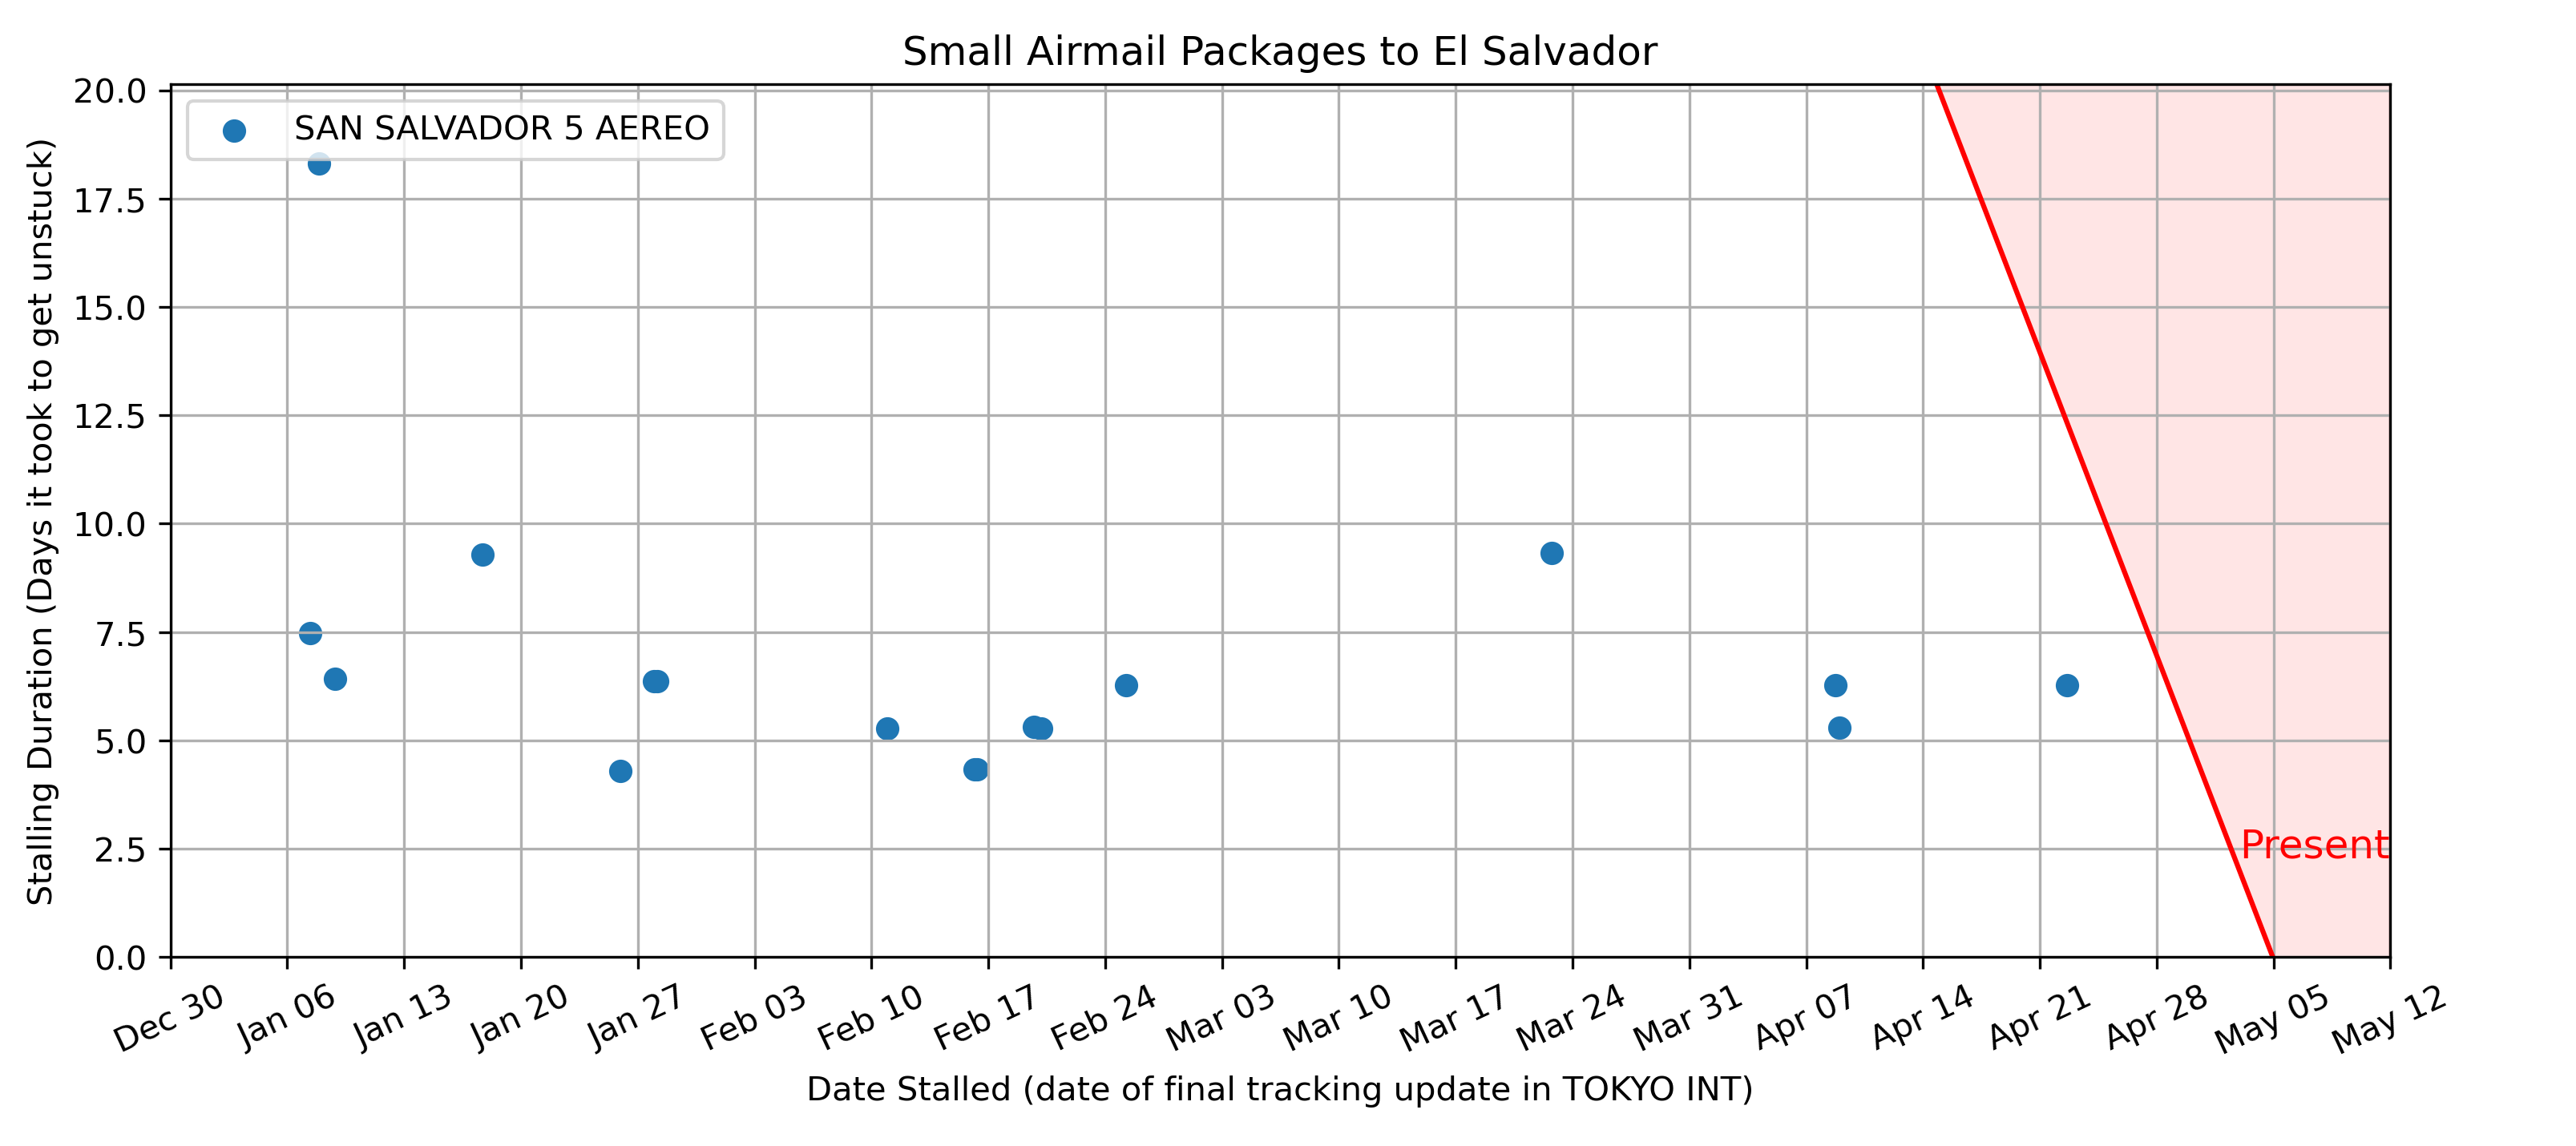 Small Airmail Packages to El Salvador
SAN SALVADOR 5 AEREO
Stalling Duration (Days it took to get unstuck)
20.0
17.5
15.0
12.5
10.0
7.5
5.0
2.5
0.0
Present
Dec 30 Jan 06 Jan 13 Jan 20 Jan 27 Feb 03 Feb 10 Feb 17 Feb 24 Mar 03 Mar 10 Mar 17 Mar 24 Mar 31 Apr 07 Apr 14 Apr 21 Apr 28 May 05 May 12
Date Stalled (date of final tracking update in TOKYO INT)